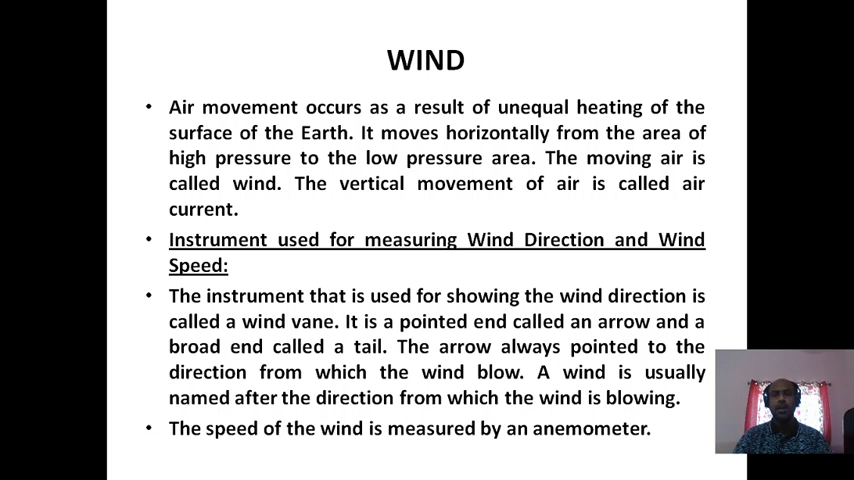 WIND
• Air movement occurs as a result of unequal heating of the
surface of the Earth. It moves horizontally from the area of
high pressure to the low pressure area. The moving air is
called wind. The vertical movement of air is called air
current.
• Instrument used for measuring Wind Direction and Wind
Speed:
• The instrument that is used for showing the wind direction is
called a wind vane. It is a pointed end called an arrow and a
broad end called a tail. The arrow always pointed to the
direction from which the wind blow. A wind is usually
named after the direction from which the wind is blowing.
• The speed of the wind is measured by an anemometer.